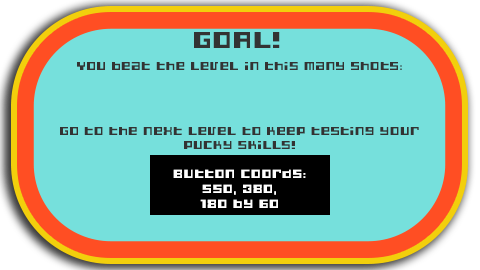 GOAL!
You beat the level in this many shots:
Go to the next level to keep testing your
pucky skills!
Button Coords:
550, 380,
180 by 60